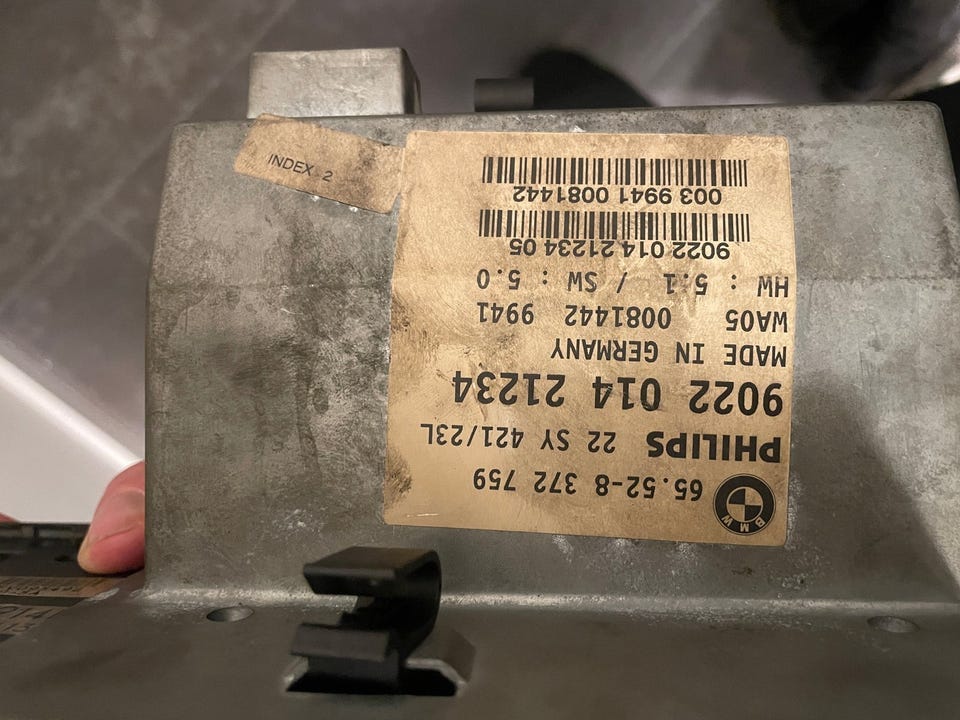 BMW
65.52-8 372 759
PHILIPS 22 SY 421/23L
9022 014 21234
MADE IN GERMANY
WA05 0081442 9941
HW : 5.1 / SW : 5.0
9022 014 21234 05
003 9941 0081442
INDEX 2